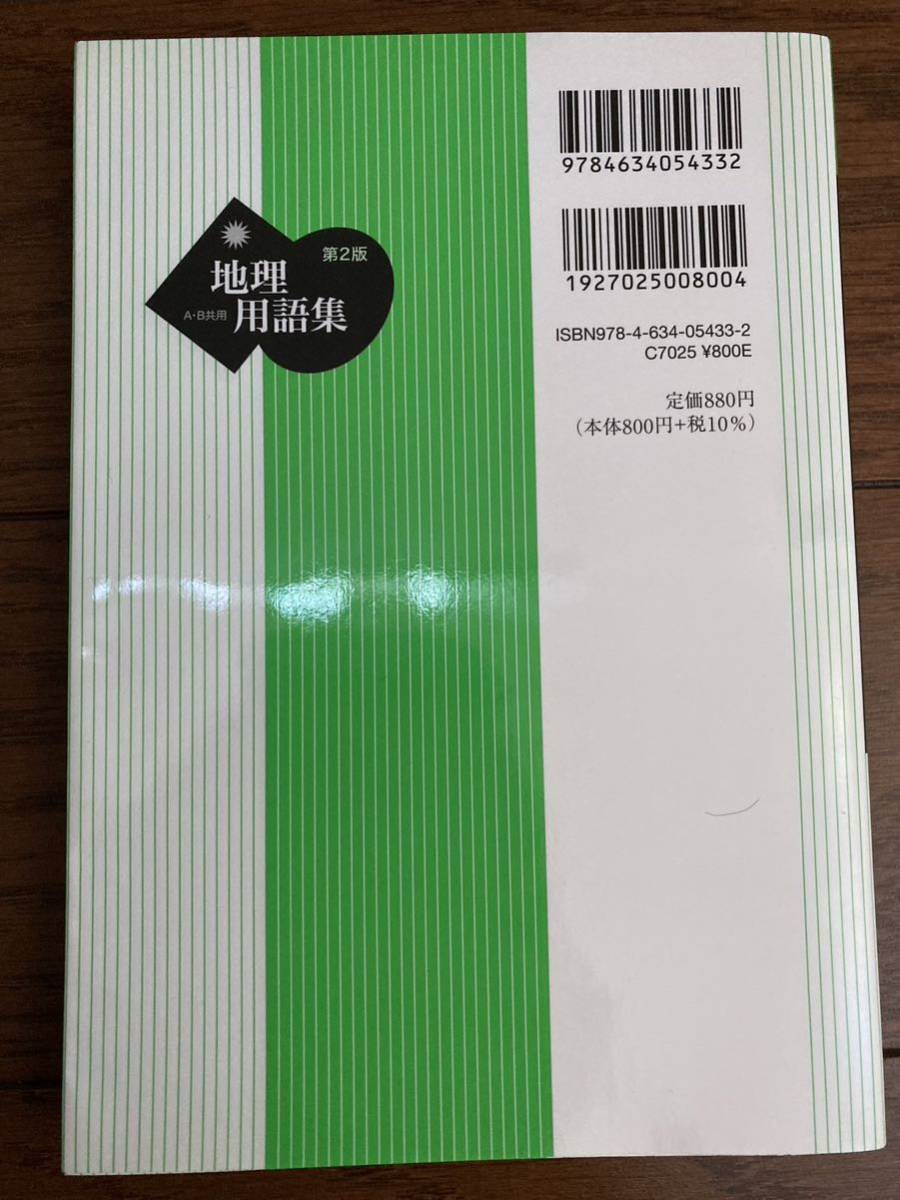 第2版
地理
A・B共用
用語集
9784634054332
1927025008004
ISBN978-4-634-05433-2
C7025 ¥800E
定価880円
(本体800円+税10%)